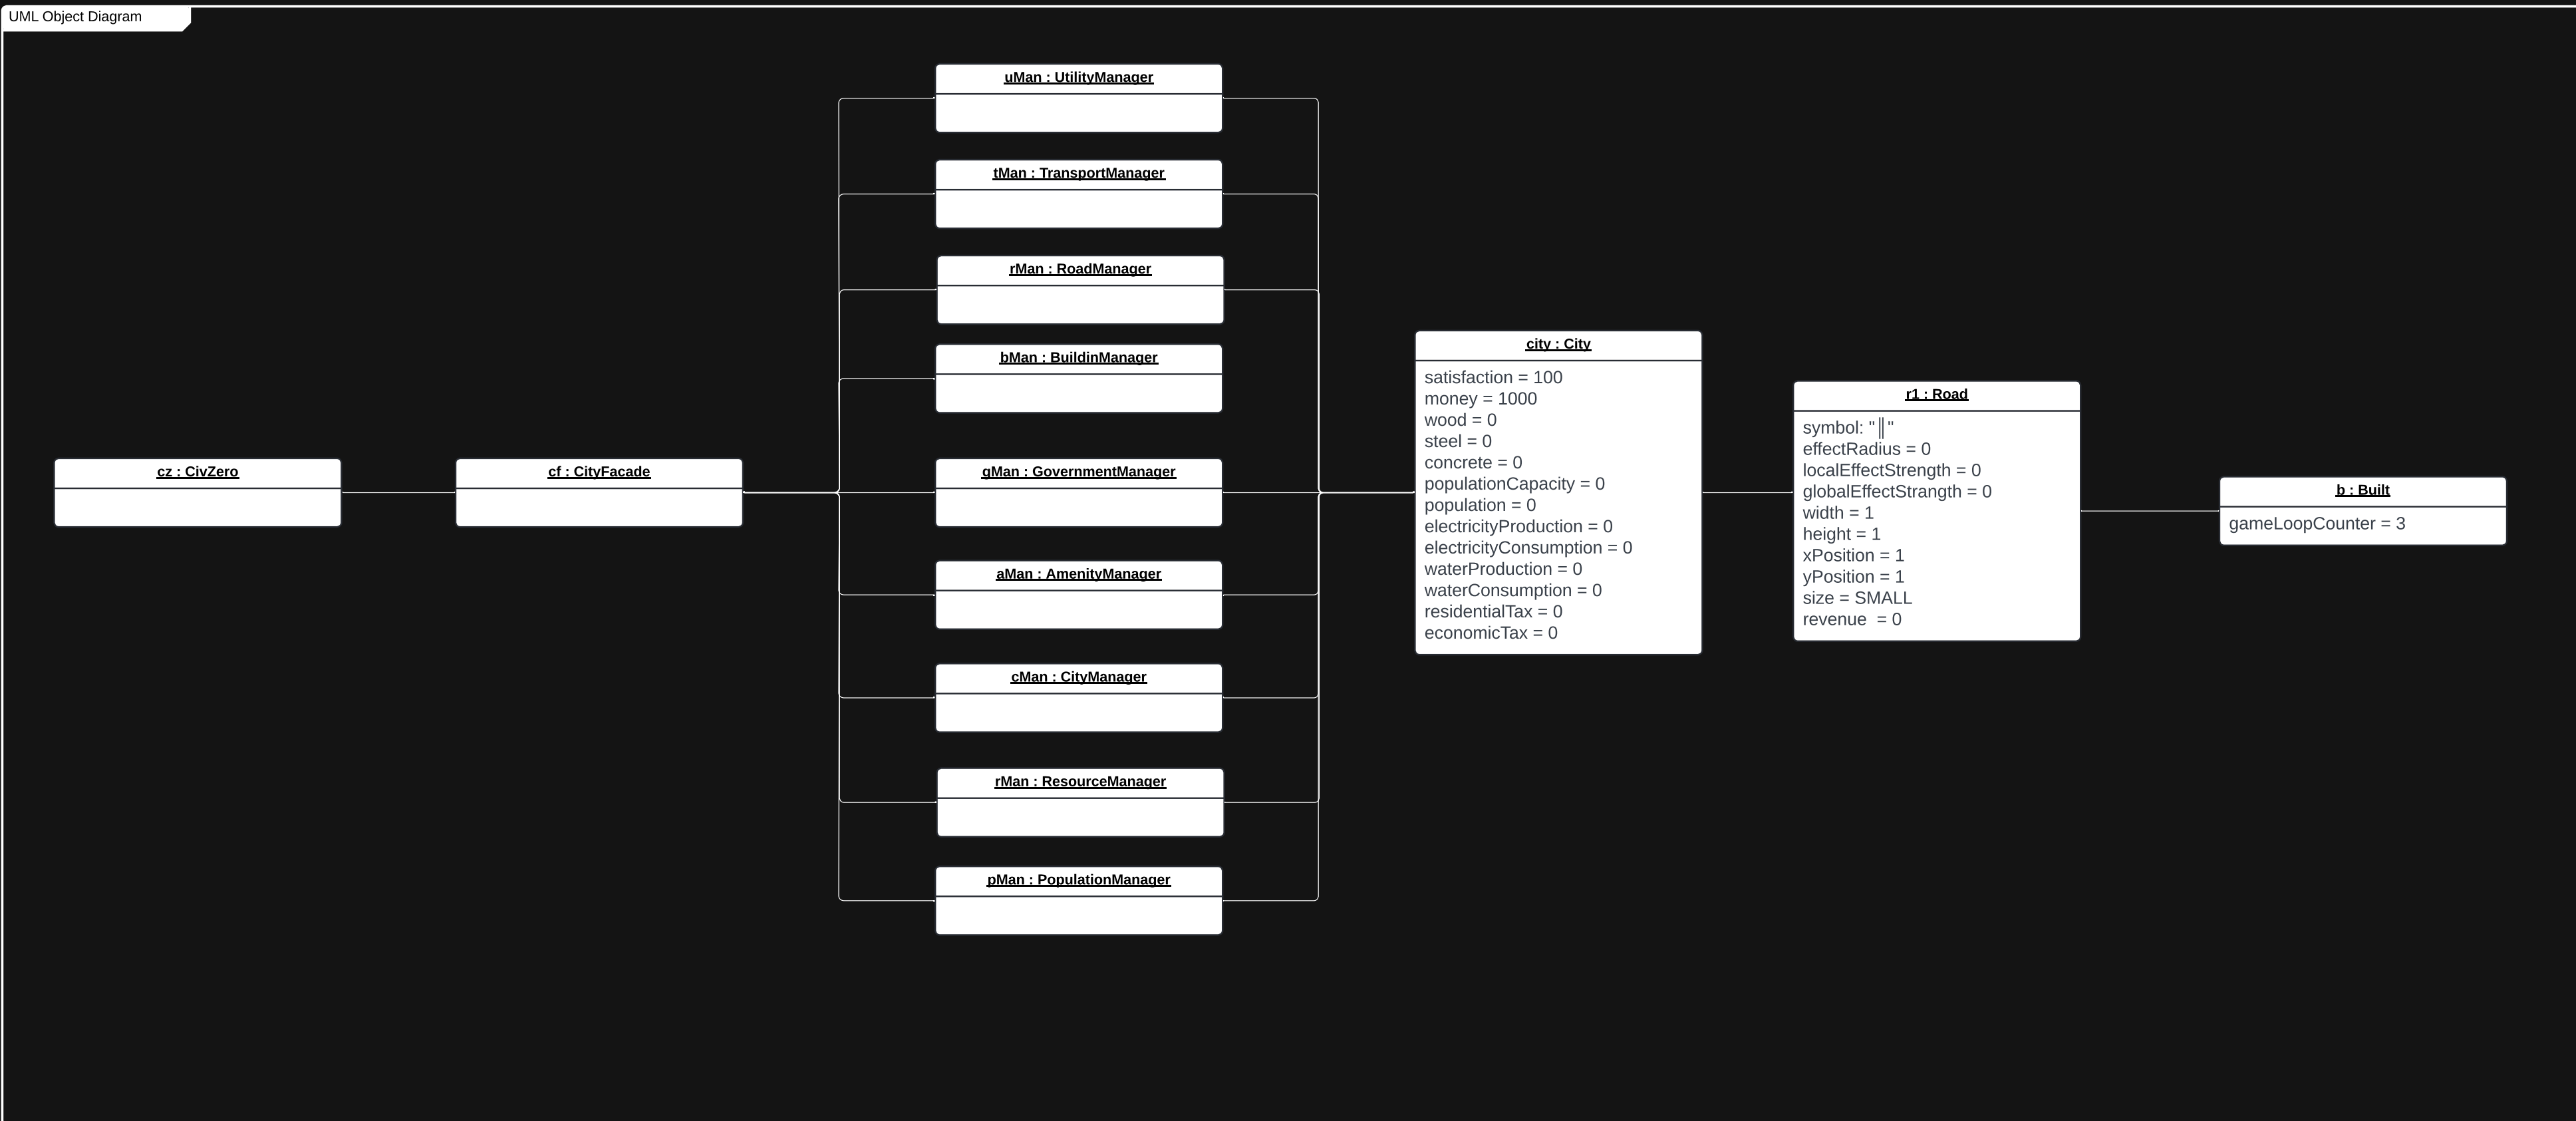 UML Object Diagram
uMan : UtilityManager
tMan : TransportManager
rMan : RoadManager
bMan : BuildinManager
gMan : GovernmentManager
aMan : AmenityManager
cMan : CityManager
rMan : ResourceManager
pMan : PopulationManager
cz : CivZero
cf : CityFacade
city : City
satisfaction = 100
money = 1000
wood = 0
steel = 0
concrete = 0
populationCapacity = 0
population = 0
electricityProduction = 0
electricityConsumption = 0
waterProduction = 0
waterConsumption = 0
residentialTax = 0
economicTax = 0
r1 : Road
symbol: "║"
effectRadius = 0
localEffectStrength = 0
globalEffectStrangth = 0
width = 1
height = 1
xPosition = 1
yPosition = 1
size = SMALL
revenue  = 0
b : Built
gameLoopCounter = 3